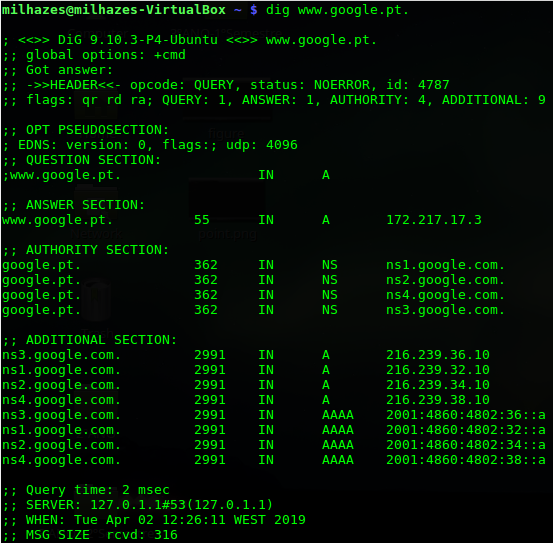 milhazes@milhazes-VirtualBox ~ $ dig www.google.pt.
; <<>> DiG 9.10.3-P4-Ubuntu <<>> www.google.pt.
;; global options: +cmd
;; Got answer:
;; ->>HEADER<<- opcode: QUERY, status: NOERROR, id: 4787
;; flags: qr rd ra; QUERY: 1, ANSWER: 1, AUTHORITY: 4, ADDITIONAL: 9
;; OPT PSEUDOSECTION:
; EDNS: version: 0, flags:; udp: 4096
;; QUESTION SECTION:
;www.google.pt. IN A
;; ANSWER SECTION:
www.google.pt. 55 IN A 172.217.17.3
;; AUTHORITY SECTION:
google.pt. 362 IN NS ns1.google.com.
google.pt. 362 IN NS ns2.google.com.
google.pt. 362 IN NS ns4.google.com.
google.pt. 362 IN NS ns3.google.com.
;; ADDITIONAL SECTION:
ns3.google.com. 2991 IN A 216.239.36.10
ns1.google.com. 2991 IN A 216.239.32.10
ns2.google.com. 2991 IN A 216.239.34.10
ns4.google.com. 2991 IN A 216.239.38.10
ns3.google.com. 2991 IN AAAA 2001:4860:4802:36::a
ns1.google.com. 2991 IN AAAA 2001:4860:4802:32::a
ns2.google.com. 2991 IN AAAA 2001:4860:4802:34::a
ns4.google.com. 2991 IN AAAA 2001:4860:4802:38::a
;; Query time: 2 msec
;; SERVER: 127.0.1.1#53(127.0.1.1)
;; WHEN: Tue Apr 02 12:26:11 WEST 2019
;; MSG SIZE rcvd: 316